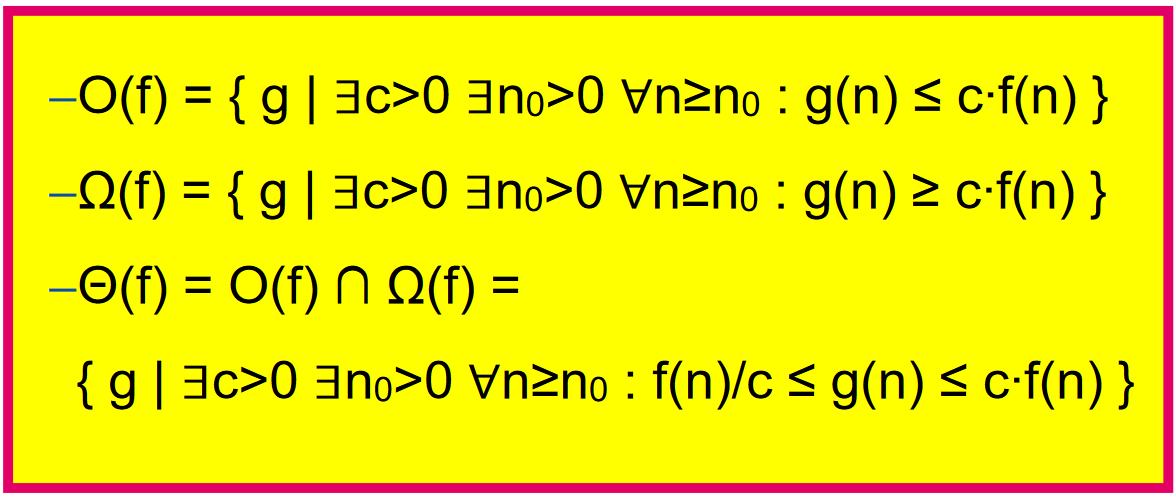 –O(f) = { g | ∃c>0 ∃n₀>0 ∀n≥n₀ : g(n) ≤ c·f(n) }
–Ω(f) = { g | ∃c>0 ∃n₀>0 ∀n≥n₀ : g(n) ≥ c·f(n) }
–Θ(f) = O(f) ∩ Ω(f) =
{ g | ∃c>0 ∃n₀>0 ∀n≥n₀ : f(n)/c ≤ g(n) ≤ c·f(n) }